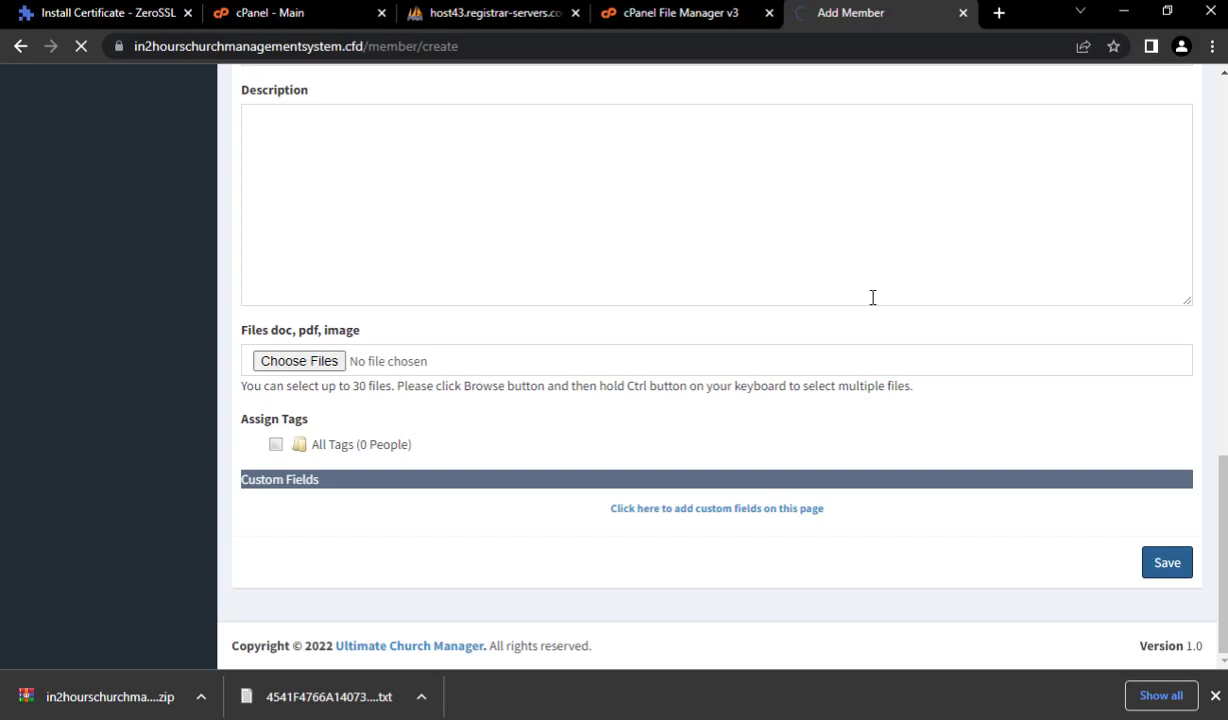 Install Certificate - ZeroSSL
cPanel - Main
host43.registrar-servers.co
cPanel File Manager v3
Add Member
in2hourschurchmanagementsystem.cfd/member/create
Description
Files doc, pdf, image
Choose Files No file chosen
You can select up to 30 files. Please click Browse button and then hold Ctrl button on your keyboard to select multiple files.
Assign Tags
All Tags (0 People)
Custom Fields
Click here to add custom fields on this page
Save
Copyright © 2022 Ultimate Church Manager. All rights reserved.
Version 1.0
in2hourschurchma....zip
4541F4766A14073....txt
Show all